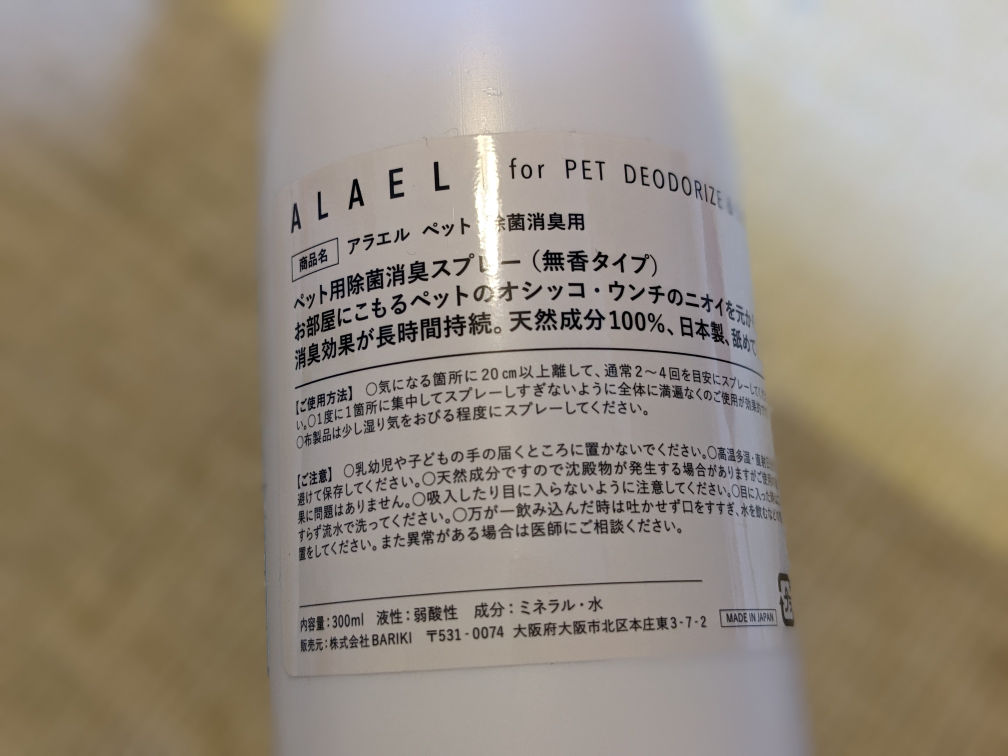 ALAEL for PET DEODORIZE
商品名 アラエル ペット 除菌消臭用
ペット用除菌消臭スプレー（無香タイプ）
お部屋にこもるペットのオシッコ・ウンチのニオイを元か
消臭効果が長時間持続。天然成分100%、日本製、舐めて
【ご使用方法】 ○気になる箇所に20㎝以上離して、通常2〜4回を目安にスプレーしてくださ
い。○1度に1箇所に集中してスプレーしすぎないように全体に満遍なくのご使用が効果的
○布製品は少し湿り気をおびる程度にスプレーしてください。
【ご注意】 ○乳幼児や子どもの手の届くところに置かないでください。○高温多湿・直射日
避けて保存してください。○天然成分ですので沈殿物が発生する場合がありますがご使用
果に問題はありません。○吸入したり目に入らないように注意してください。○目に入った
すらず流水で洗ってください。○万が一飲み込んだ時は吐かせず口をすすぎ、水を飲むなど
置をしてください。また異常がある場合は医師にご相談ください。
内容量：300ml 液性：弱酸性 成分：ミネラル・水
販売元：株式会社BARIKI 〒531-0074 大阪府大阪市北区本庄東3-7-2 MADE IN JAPAN